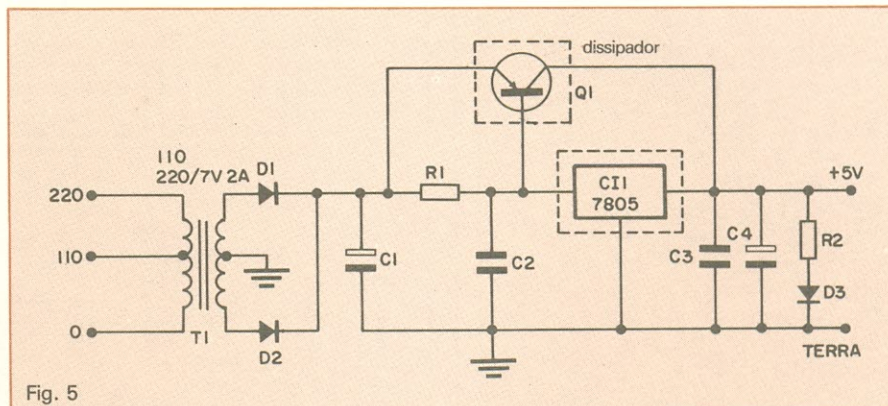 dissipador
Q1
110
220/7V 2A
D1
220
R1
CI1
7805
+5V
110
C1
C2
C3
C4
R2
D3
0
T1
D2
TERRA
Fig. 5